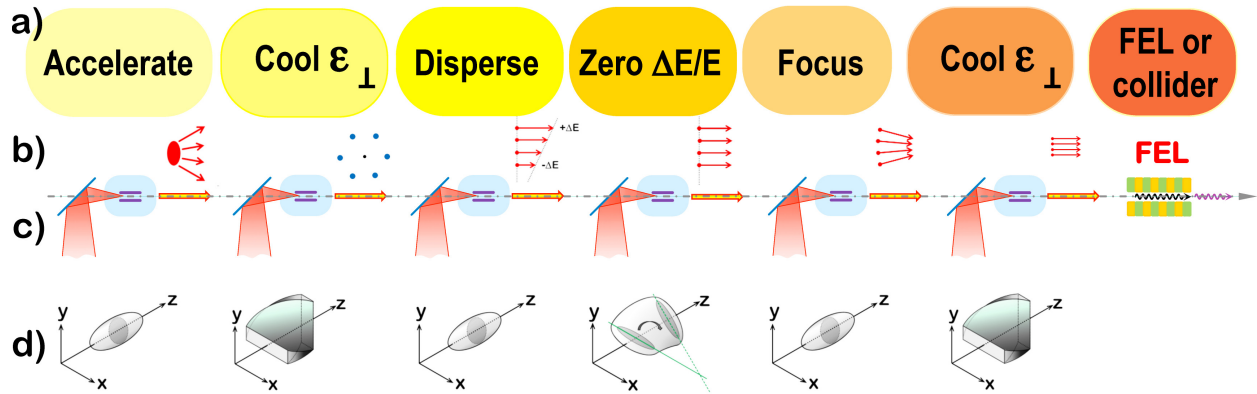 a)
Accelerate
Cool ε⊥
Disperse
Zero ΔE/E
Focus
Cool ε⊥
FEL or
collider
b)
+ΔE
-ΔE
FEL
c)
d)
y
z
x
y
z
x
y
z
x
y
z
x
y
z
x
y
z
x